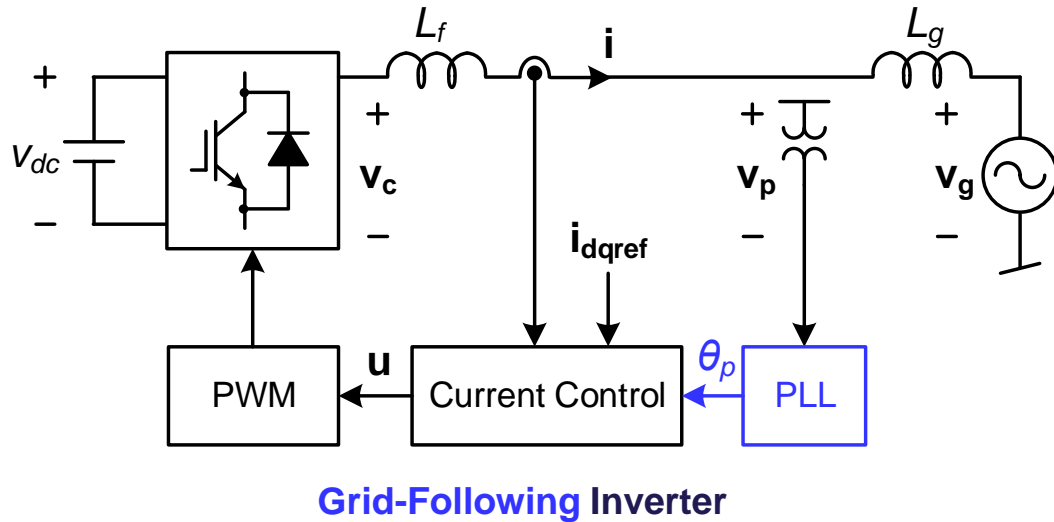 L_f
i
L_g
+
v_dc
−
+
v_c
−
+
v_p
−
+
v_g
−
i_dqref
PWM
u
Current Control
θ_p
PLL
Grid-Following Inverter